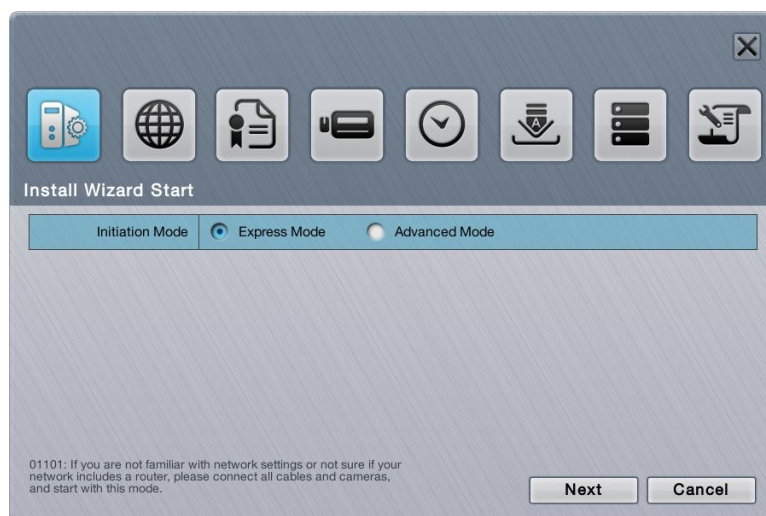 Install Wizard Start
Initiation Mode Express Mode Advanced Mode
01101: If you are not familiar with network settings or not sure if your
network includes a router, please connect all cables and cameras,
and start with this mode.
Next Cancel